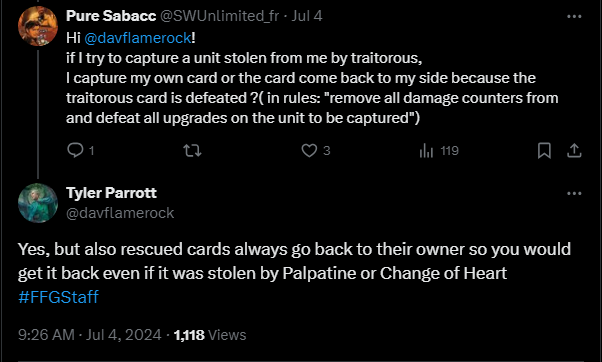 Pure Sabacc @SWUnlimited_fr · Jul 4
Hi @davflamerock!
if I try to capture a unit stolen from me by traitorous,
I capture my own card or the card come back to my side because the
traitorous card is defeated ?( in rules: "remove all damage counters from
and defeat all upgrades on the unit to be captured")
1 3 119
Tyler Parrott
@davflamerock
Yes, but also rescued cards always go back to their owner so you would
get it back even if it was stolen by Palpatine or Change of Heart
#FFGStaff
9:26 AM · Jul 4, 2024 · 1,118 Views